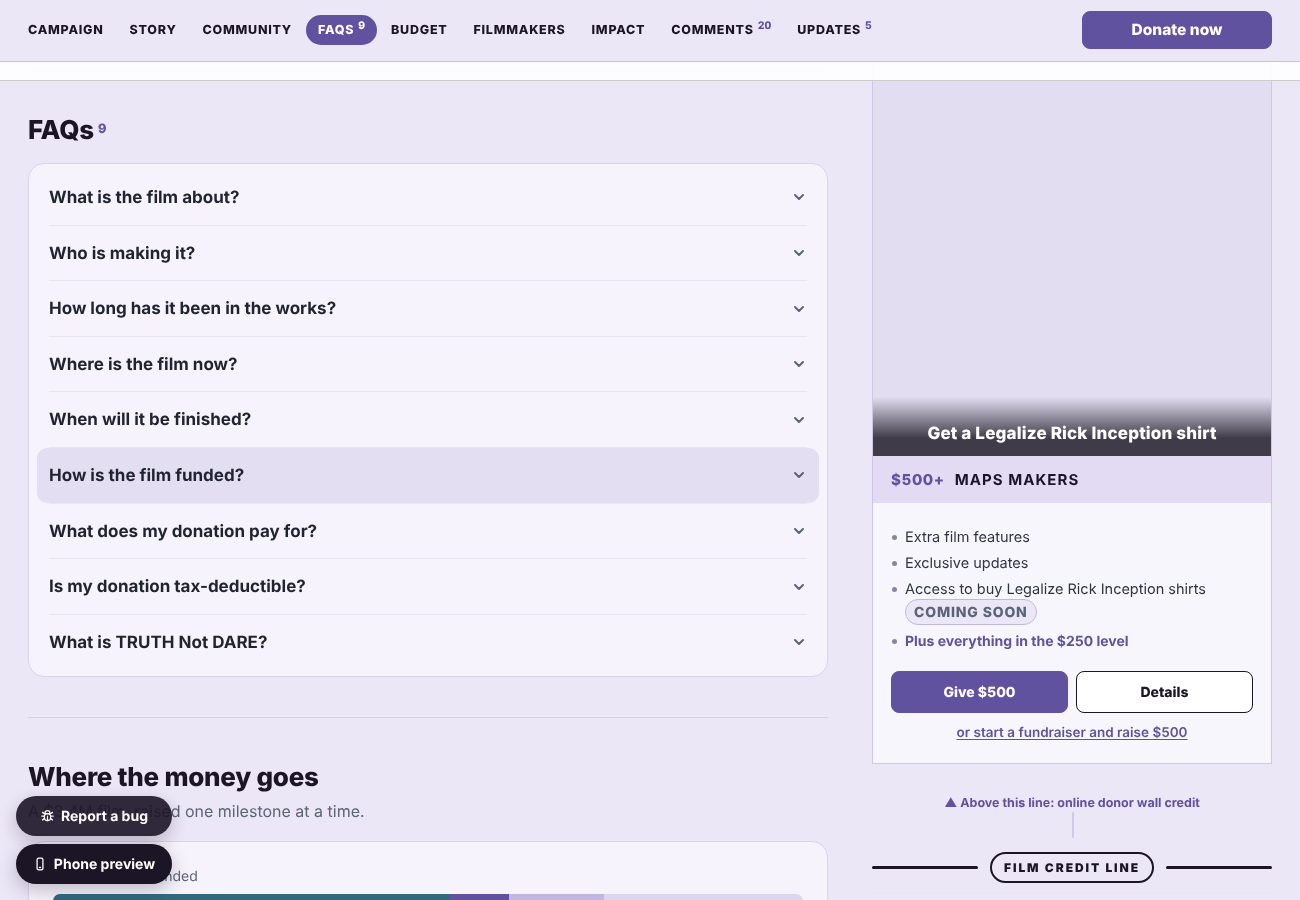 CAMPAIGN STORY COMMUNITY FAQS 9 BUDGET FILMMAKERS IMPACT COMMENTS 20 UPDATES 5 Donate now
FAQs 9
What is the film about?
Who is making it?
How long has it been in the works?
Where is the film now?
When will it be finished?
How is the film funded?
What does my donation pay for?
Is my donation tax-deductible?
What is TRUTH Not DARE?
Where the money goes
raised one milestone at a time.
Report a bug
Phone preview
Get a Legalize Rick Inception shirt
$500+ MAPS MAKERS
Extra film features
Exclusive updates
Access to buy Legalize Rick Inception shirts
COMING SOON
Plus everything in the $250 level
Give $500 Details
or start a fundraiser and raise $500
▲ Above this line: online donor wall credit
FILM CREDIT LINE